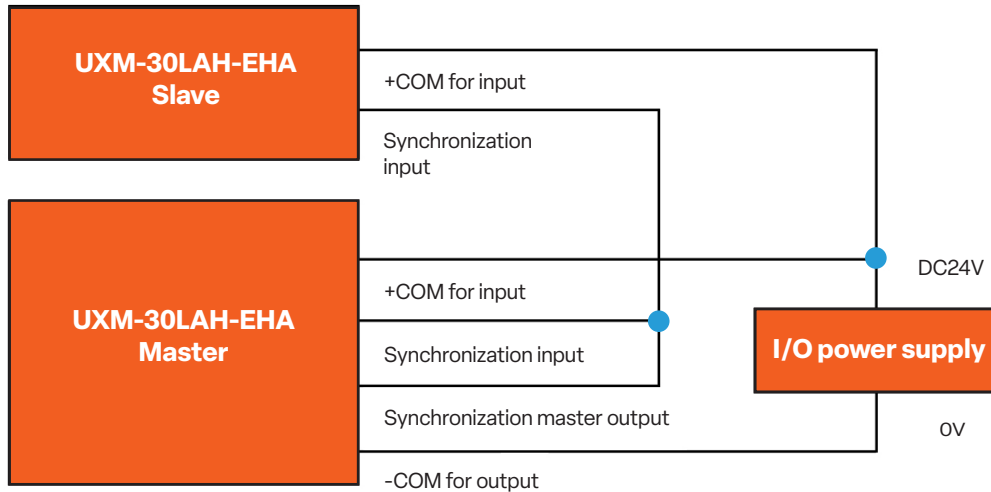 UXM-30LAH-EHA
Slave
+COM for input
Synchronization
input
UXM-30LAH-EHA
Master
+COM for input
Synchronization input
Synchronization master output
-COM for output
DC24V
I/O power supply
0V